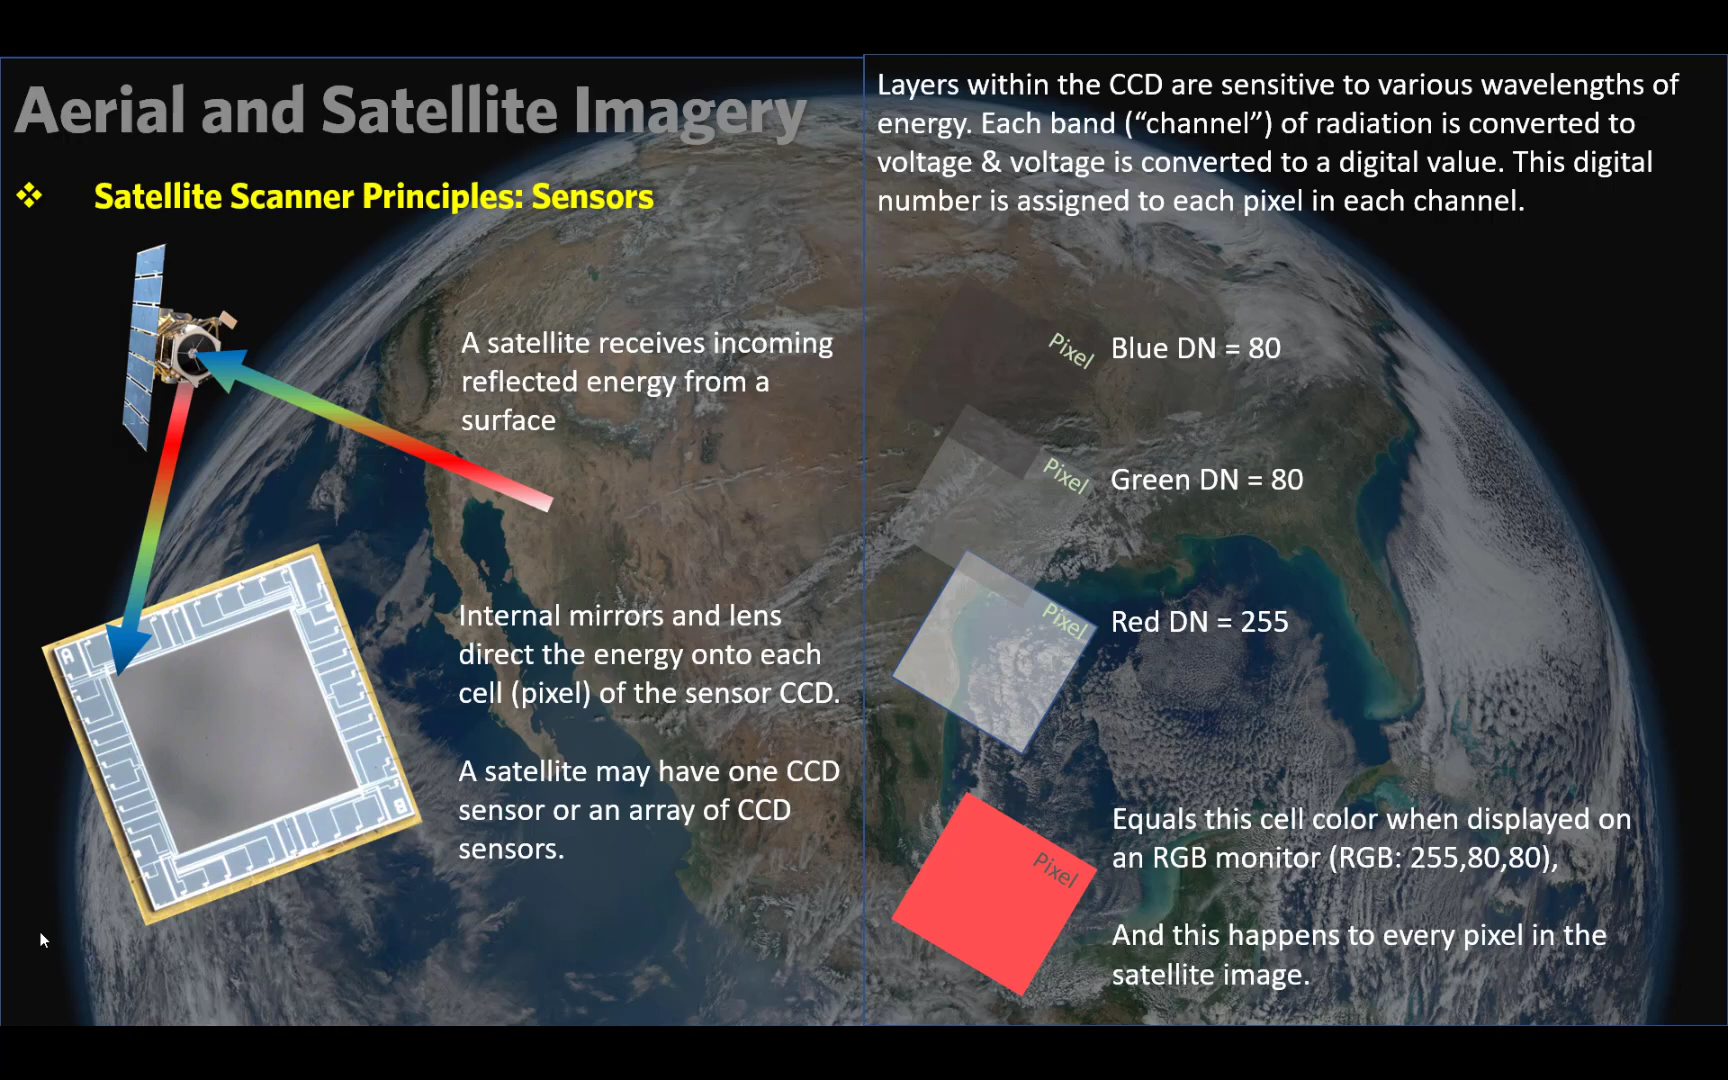 Aerial and Satellite Imagery
❖ Satellite Scanner Principles: Sensors
A satellite receives incoming
reflected energy from a
surface
Internal mirrors and lens
direct the energy onto each
cell (pixel) of the sensor CCD.
A satellite may have one CCD
sensor or an array of CCD
sensors.
A
B
Layers within the CCD are sensitive to various wavelengths of
energy. Each band (“channel”) of radiation is converted to
voltage & voltage is converted to a digital value. This digital
number is assigned to each pixel in each channel.
Pixel
Blue DN = 80
Pixel
Green DN = 80
Pixel
Red DN = 255
Pixel
Equals this cell color when displayed on
an RGB monitor (RGB: 255,80,80),
And this happens to every pixel in the
satellite image.